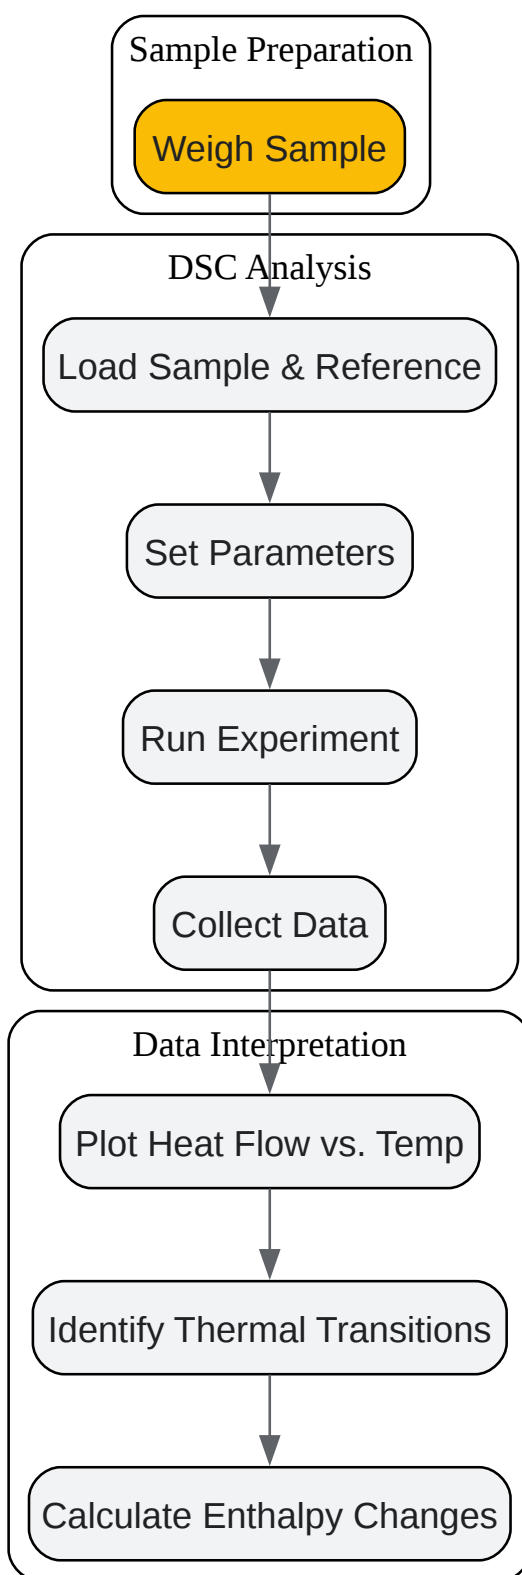 Sample Preparation
Weigh Sample
DSC Analysis
Load Sample & Reference
Set Parameters
Run Experiment
Collect Data
Data Interpretation
Plot Heat Flow vs. Temp
Identify Thermal Transitions
Calculate Enthalpy Changes